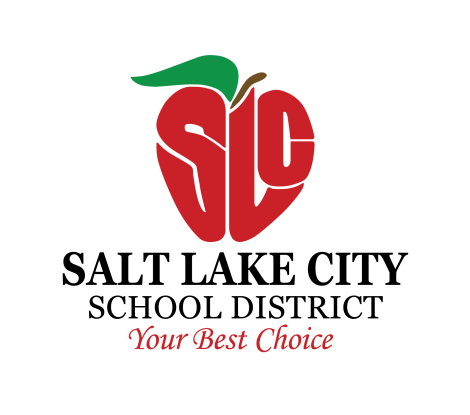 SLC
SALT LAKE CITY
SCHOOL DISTRICT
Your Best Choice